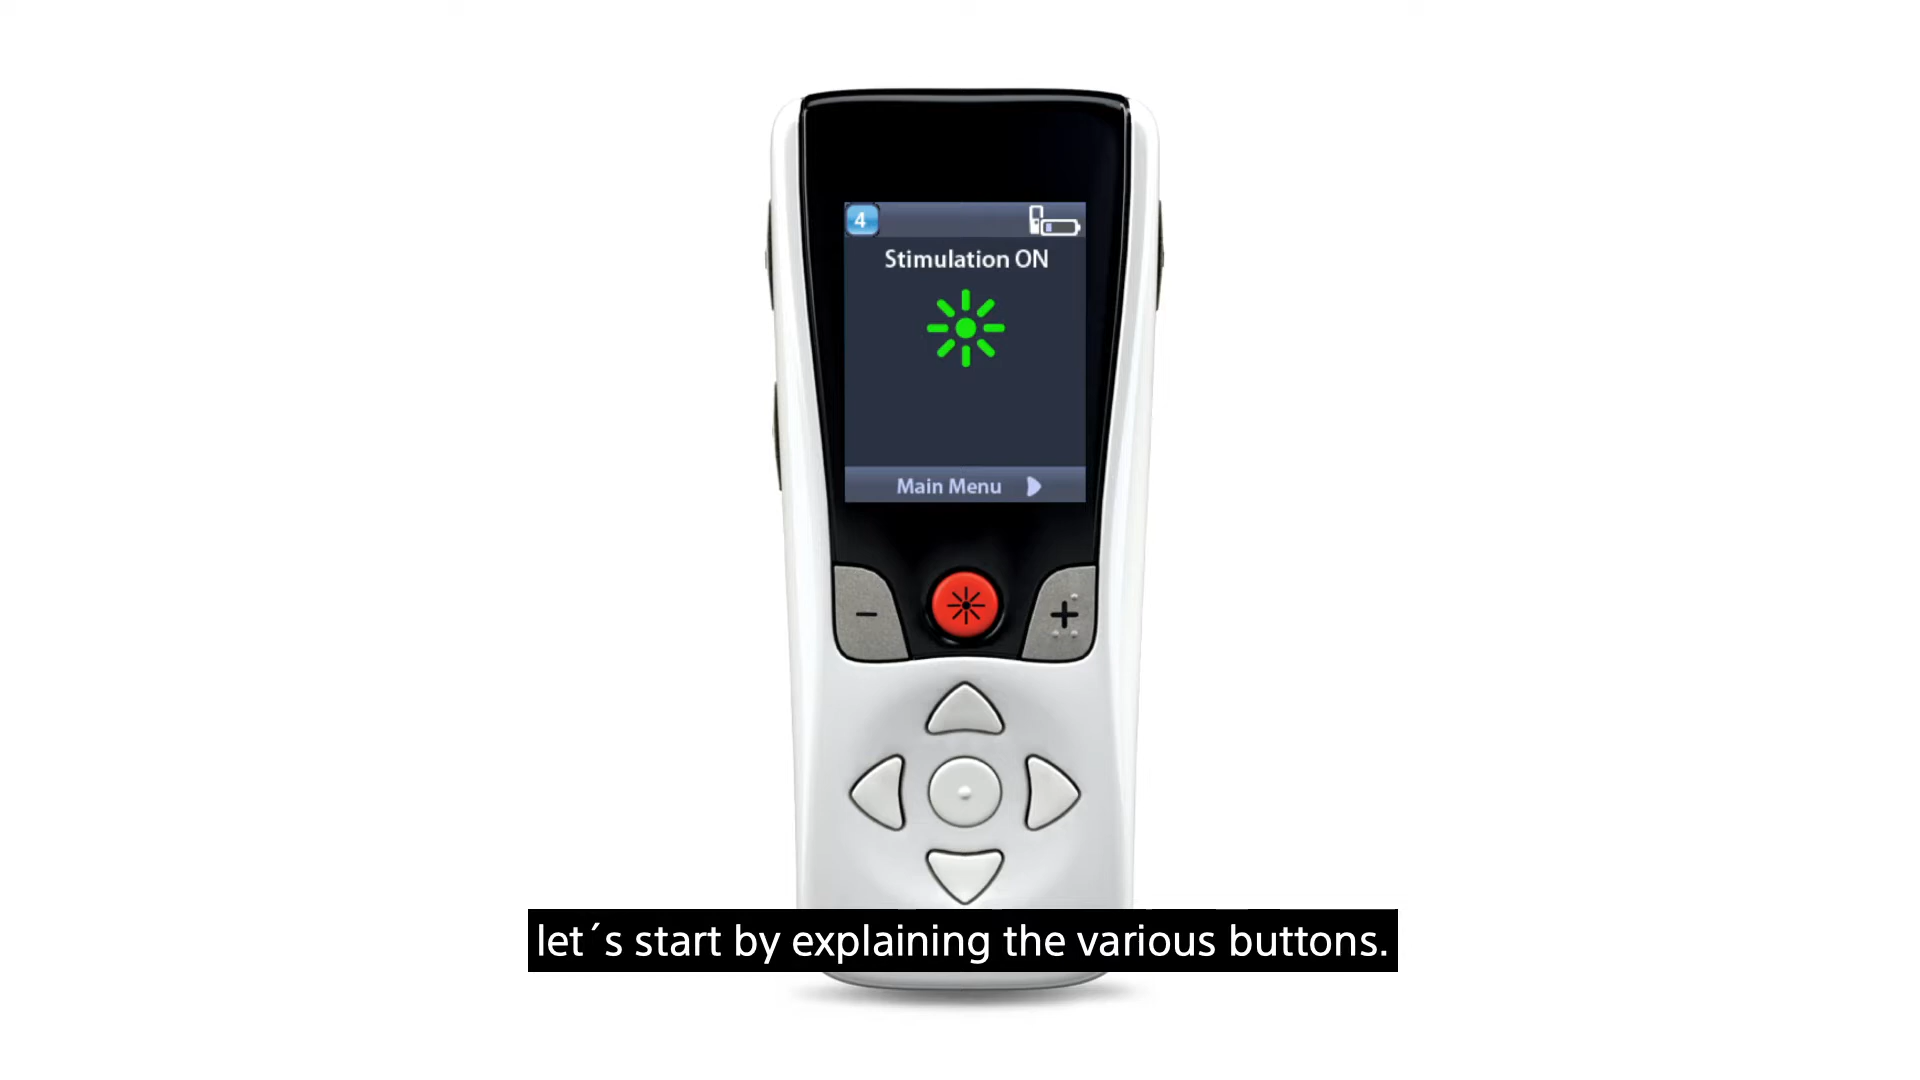 4
Stimulation ON
Main Menu
- +
let´s start by explaining the various buttons.